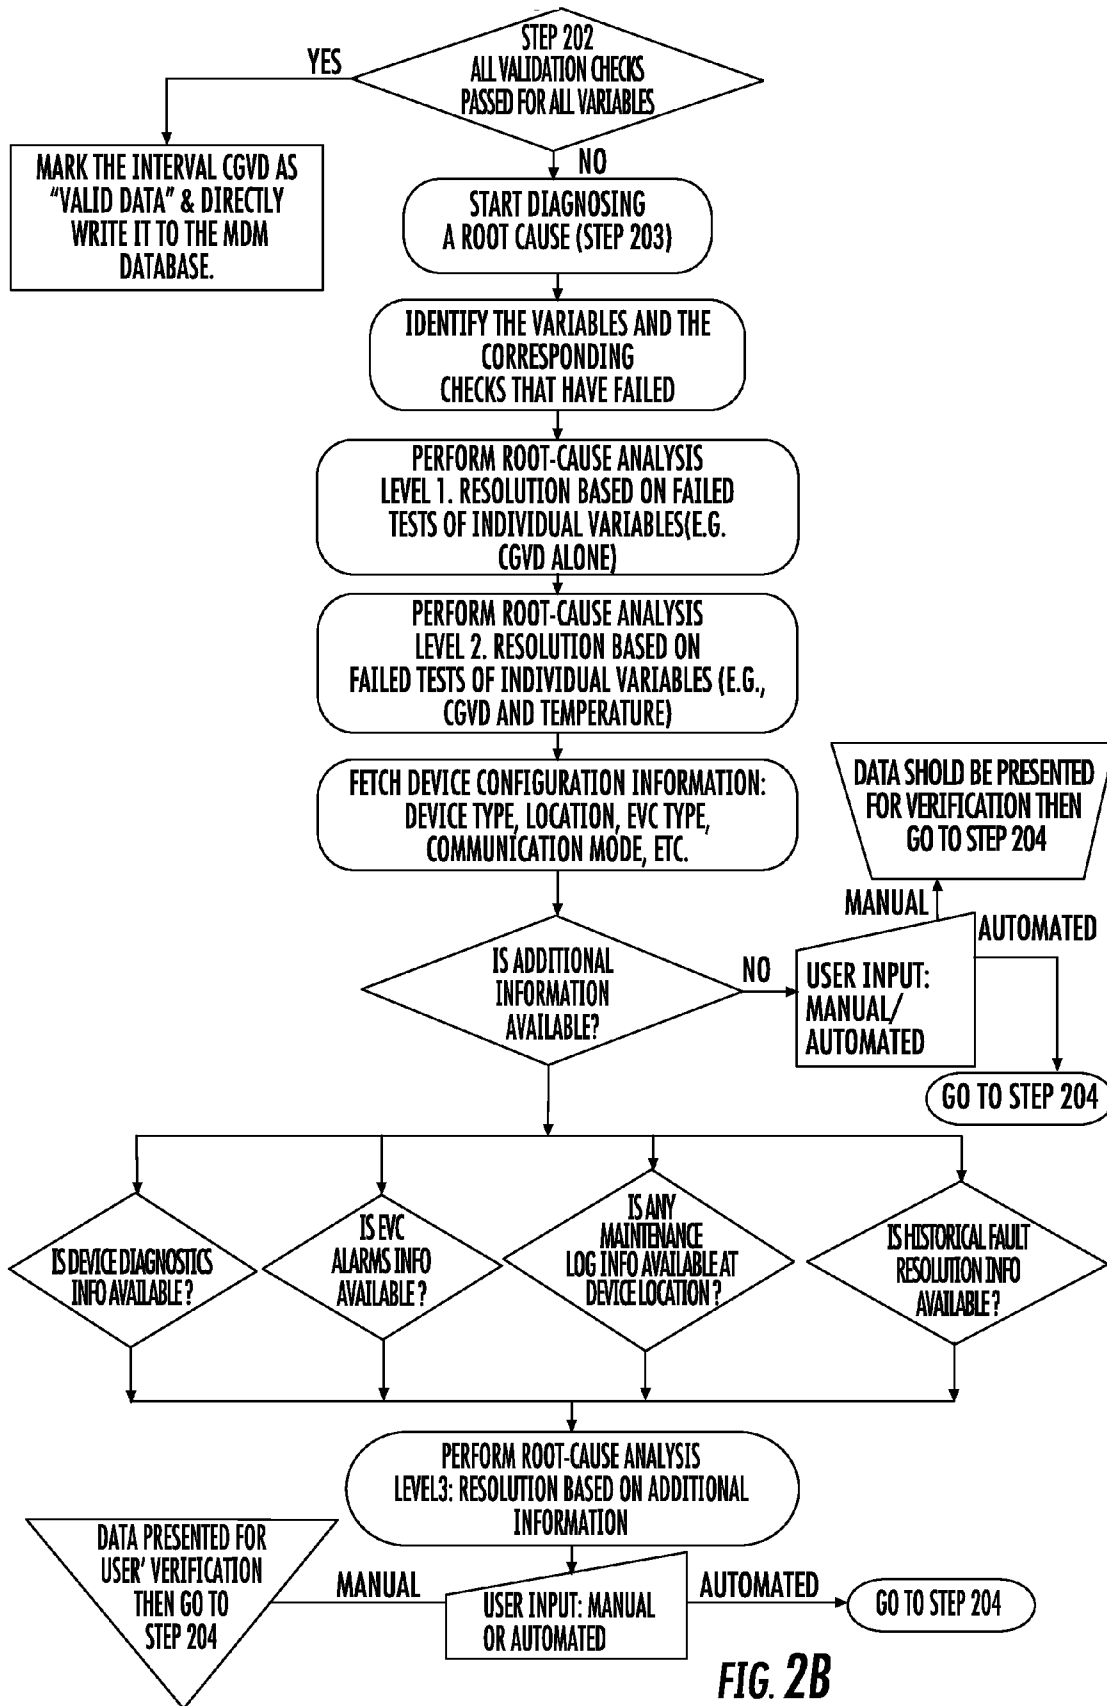 STEP 202
ALL VALIDATION CHECKS
PASSED FOR ALL VARIABLES
YES
NO
MARK THE INTERVAL CGVD AS
“VALID DATA” & DIRECTLY
WRITE IT TO THE MDM
DATABASE.
START DIAGNOSING
A ROOT CAUSE (STEP 203)
IDENTIFY THE VARIABLES AND THE
CORRESPONDING
CHECKS THAT HAVE FAILED
PERFORM ROOT-CAUSE ANALYSIS
LEVEL 1. RESOLUTION BASED ON FAILED
TESTS OF INDIVIDUAL VARIABLES(E.G.
CGVD ALONE)
PERFORM ROOT-CAUSE ANALYSIS
LEVEL 2. RESOLUTION BASED ON
FAILED TESTS OF INDIVIDUAL VARIABLES (E.G.,
CGVD AND TEMPERATURE)
FETCH DEVICE CONFIGURATION INFORMATION:
DEVICE TYPE, LOCATION, EVC TYPE,
COMMUNICATION MODE, ETC.
DATA SHOLD BE PRESENTED
FOR VERIFICATION THEN
GO TO STEP 204
MANUAL
AUTOMATED
IS ADDITIONAL
INFORMATION
AVAILABLE?
NO
USER INPUT:
MANUAL/
AUTOMATED
GO TO STEP 204
IS DEVICE DIAGNOSTICS
INFO AVAILABLE ?
IS EVC
ALARMS INFO
AVAILABLE ?
IS ANY
MAINTENANCE
LOG INFO AVAILABLE AT
DEVICE LOCATION ?
IS HISTORICAL FAULT
RESOLUTION INFO
AVAILABLE ?
PERFORM ROOT-CAUSE ANALYSIS
LEVEL3: RESOLUTION BASED ON ADDITIONAL
INFORMATION
DATA PRESENTED FOR
USER’ VERIFICATION
THEN GO TO
STEP 204
MANUAL
USER INPUT: MANUAL
OR AUTOMATED
AUTOMATED
GO TO STEP 204
FIG. 2B